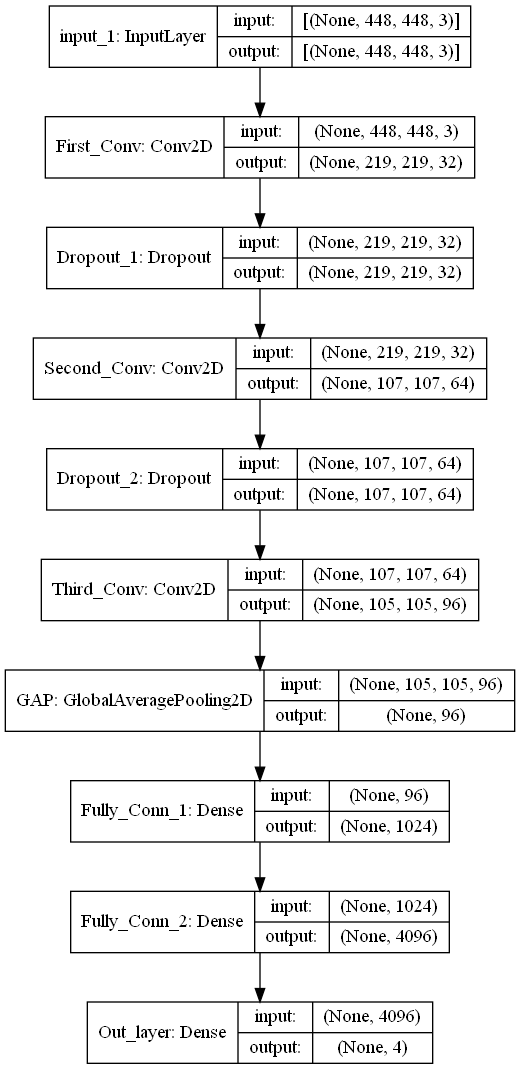 input_1: InputLayer
input:
[(None, 448, 448, 3)]
output:
[(None, 448, 448, 3)]
First_Conv: Conv2D
input:
(None, 448, 448, 3)
output:
(None, 219, 219, 32)
Dropout_1: Dropout
input:
(None, 219, 219, 32)
output:
(None, 219, 219, 32)
Second_Conv: Conv2D
input:
(None, 219, 219, 32)
output:
(None, 107, 107, 64)
Dropout_2: Dropout
input:
(None, 107, 107, 64)
output:
(None, 107, 107, 64)
Third_Conv: Conv2D
input:
(None, 107, 107, 64)
output:
(None, 105, 105, 96)
GAP: GlobalAveragePooling2D
input:
(None, 105, 105, 96)
output:
(None, 96)
Fully_Conn_1: Dense
input:
(None, 96)
output:
(None, 1024)
Fully_Conn_2: Dense
input:
(None, 1024)
output:
(None, 4096)
Out_layer: Dense
input:
(None, 4096)
output:
(None, 4)